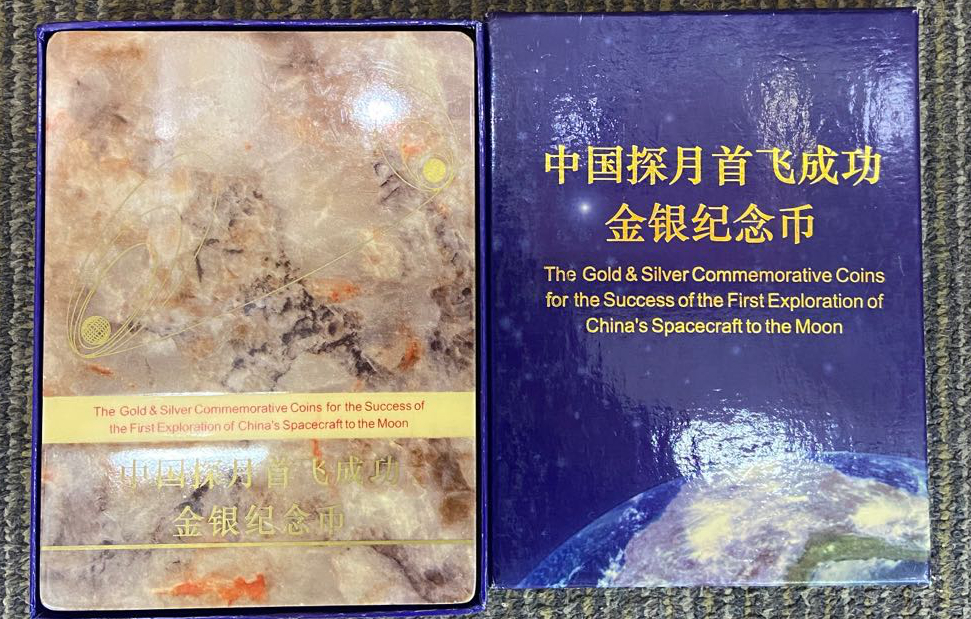 The Gold & Silver Commemorative Coins for the Success of
the First Exploration of China's Spacecraft to the Moon
中国探月首飞成功
金银纪念币
中国探月首飞成功
金银纪念币
The Gold & Silver Commemorative Coins
for the Success of the First Exploration of
China's Spacecraft to the Moon